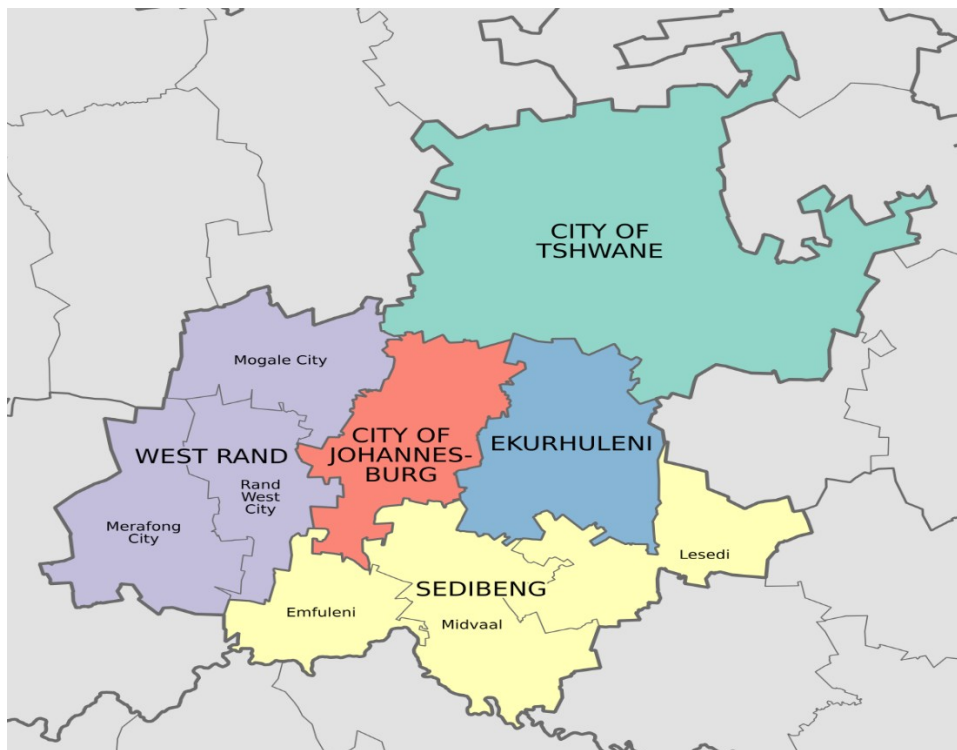 CITY OF
TSHWANE
Mogale City
CITY OF
JOHANNES-
BURG
EKURHULENI
WEST RAND
Rand
West
City
Merafong
City
Lesedi
SEDIBENG
Emfuleni
Midvaal